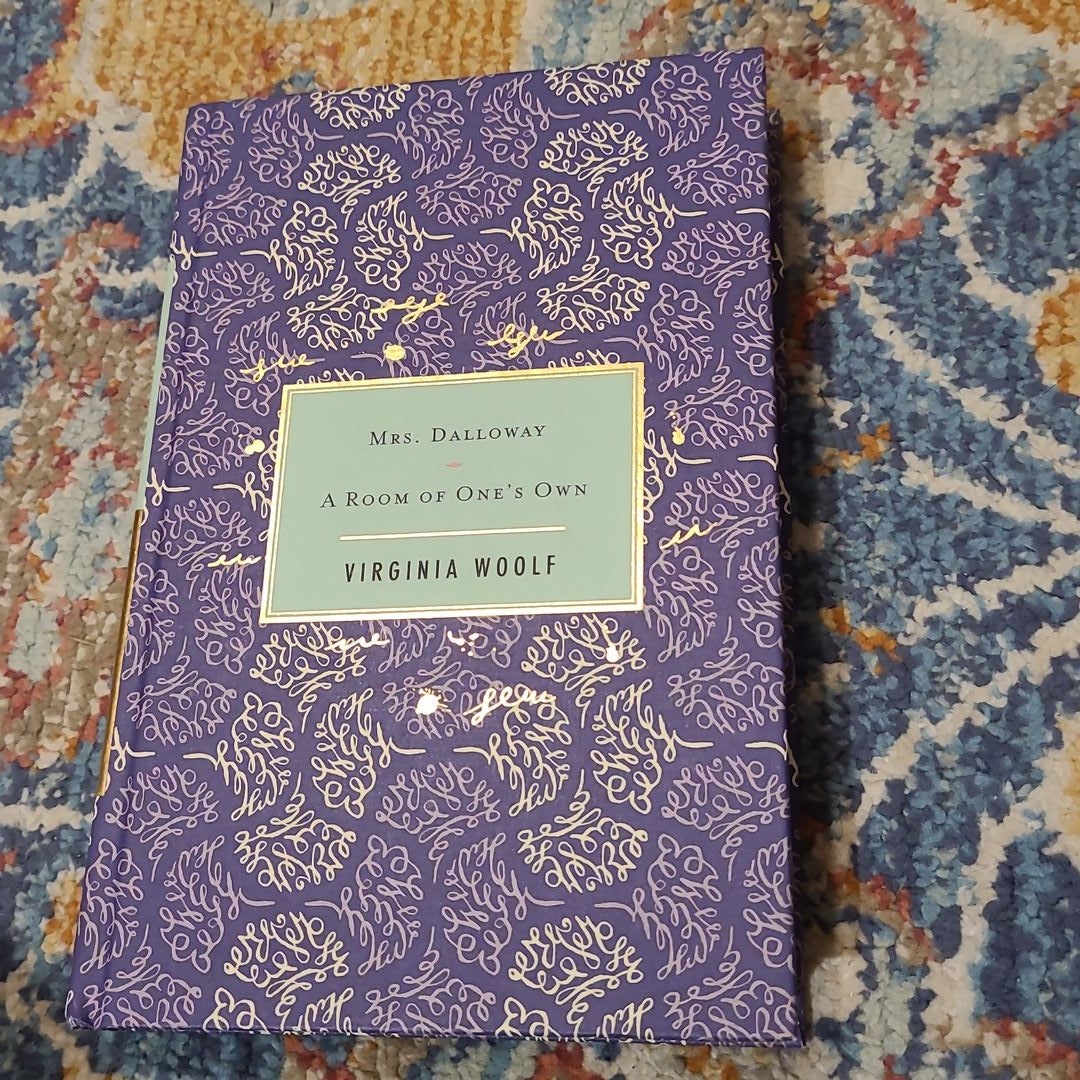 Mrs. Dalloway
A Room of One's Own
VIRGINIA WOOLF